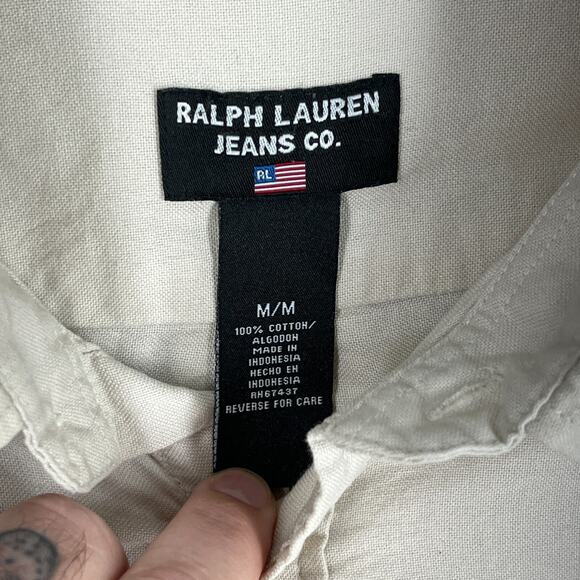 RALPH LAUREN
JEANS CO.
RL
M/M
100% COTTON/
ALGODON
MADE IN
INDONESIA
HECHO EN
INDONESIA
RN67437
REVERSE FOR CARE